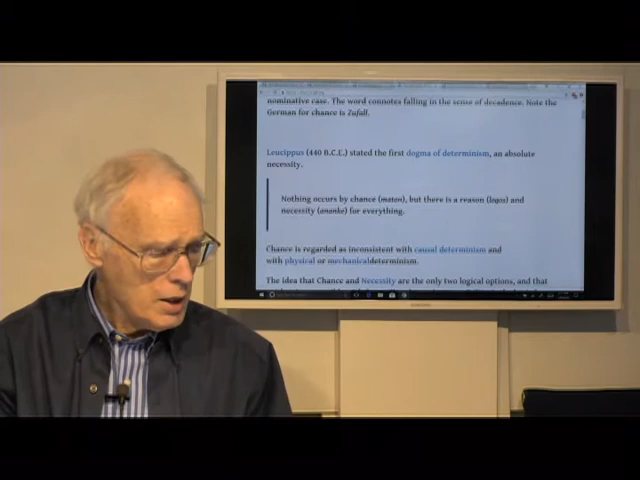 nominative case. The word connotes falling in the sense of decadence. Note the
German for chance is Zufall.
Leucippus (440 B.C.E.) stated the first dogma of determinism, an absolute
necessity.
Nothing occurs by chance (maton), but there is a reason (logos) and
necessity (ananke) for everything.
Chance is regarded as inconsistent with causal determinism and
with physical or mechanical determinism.
The idea that Chance and Necessity are the only two logical options, and that